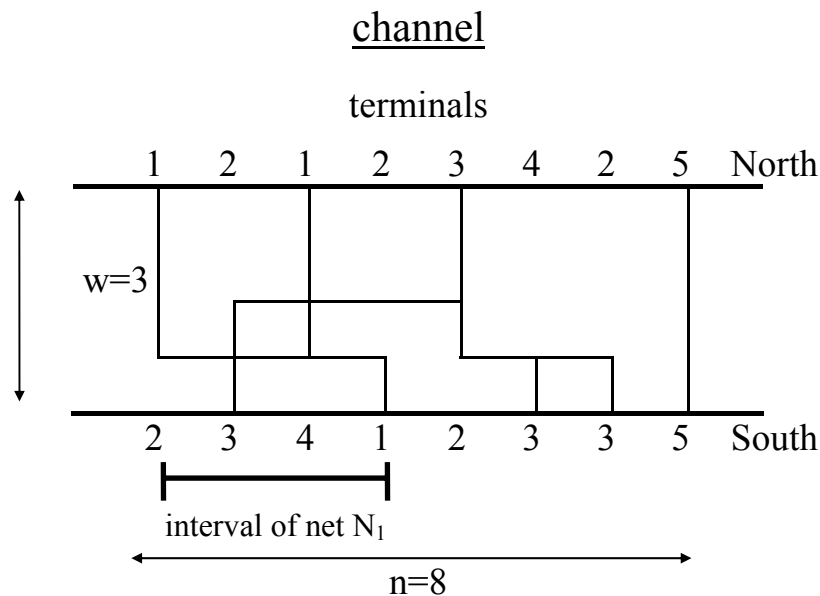 channel
terminals
1 2 1 2 3 4 2 5 North
w=3
2 3 4 1 2 3 3 5 South
interval of net N₁
n=8